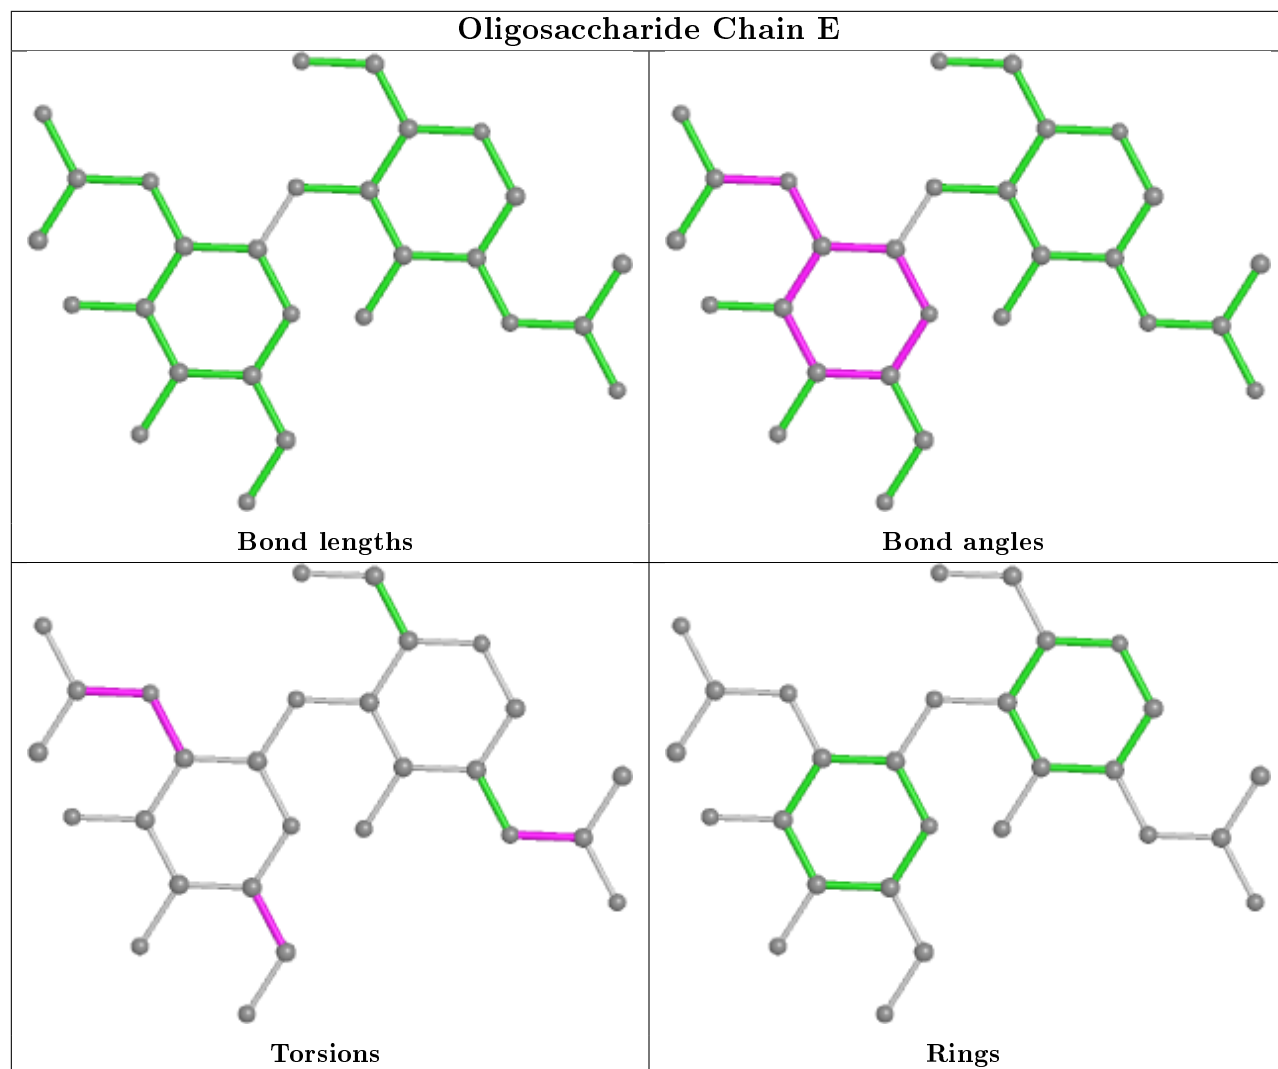 Oligosaccharide Chain E
Bond lengths
Bond angles
Torsions
Rings